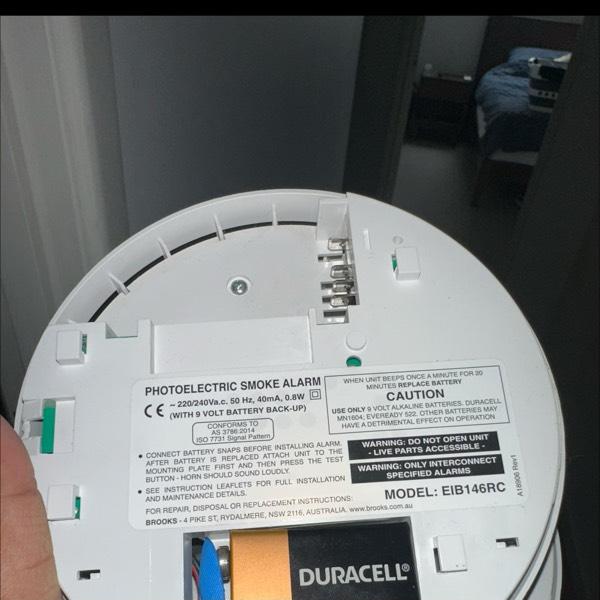 PHOTOELECTRIC SMOKE ALARM
~ 220/240Va.c. 50 Hz, 40mA, 0.8W
(WITH 9 VOLT BATTERY BACK-UP)
CE
CONFORMS TO
AS 3786:2014
ISO 7731 Signal Pattern
• CONNECT BATTERY SNAPS BEFORE INSTALLING ALARM.
AFTER BATTERY IS REPLACED ATTACH UNIT TO THE
MOUNTING PLATE FIRST AND THEN PRESS THE TEST
BUTTON - HORN SHOULD SOUND LOUDLY.
• SEE INSTRUCTION LEAFLETS FOR FULL INSTALLATION
AND MAINTENANCE DETAILS.
FOR REPAIR, DISPOSAL OR REPLACEMENT INSTRUCTIONS:
BROOKS - 4 PIKE ST, RYDALMERE, NSW 2116, AUSTRALIA. www.brooks.com.au
WHEN UNIT BEEPS ONCE A MINUTE FOR 20
MINUTES REPLACE BATTERY
CAUTION
USE ONLY 9 VOLT ALKALINE BATTERIES. DURACELL
MN1604; EVEREADY 522. OTHER BATTERIES MAY
HAVE A DETRIMENTAL EFFECT ON OPERATION
WARNING: DO NOT OPEN UNIT
- LIVE PARTS ACCESSIBLE -
WARNING: ONLY INTERCONNECT
SPECIFIED ALARMS
MODEL: EIB146RC
A18906 Rev1
DURACELL®